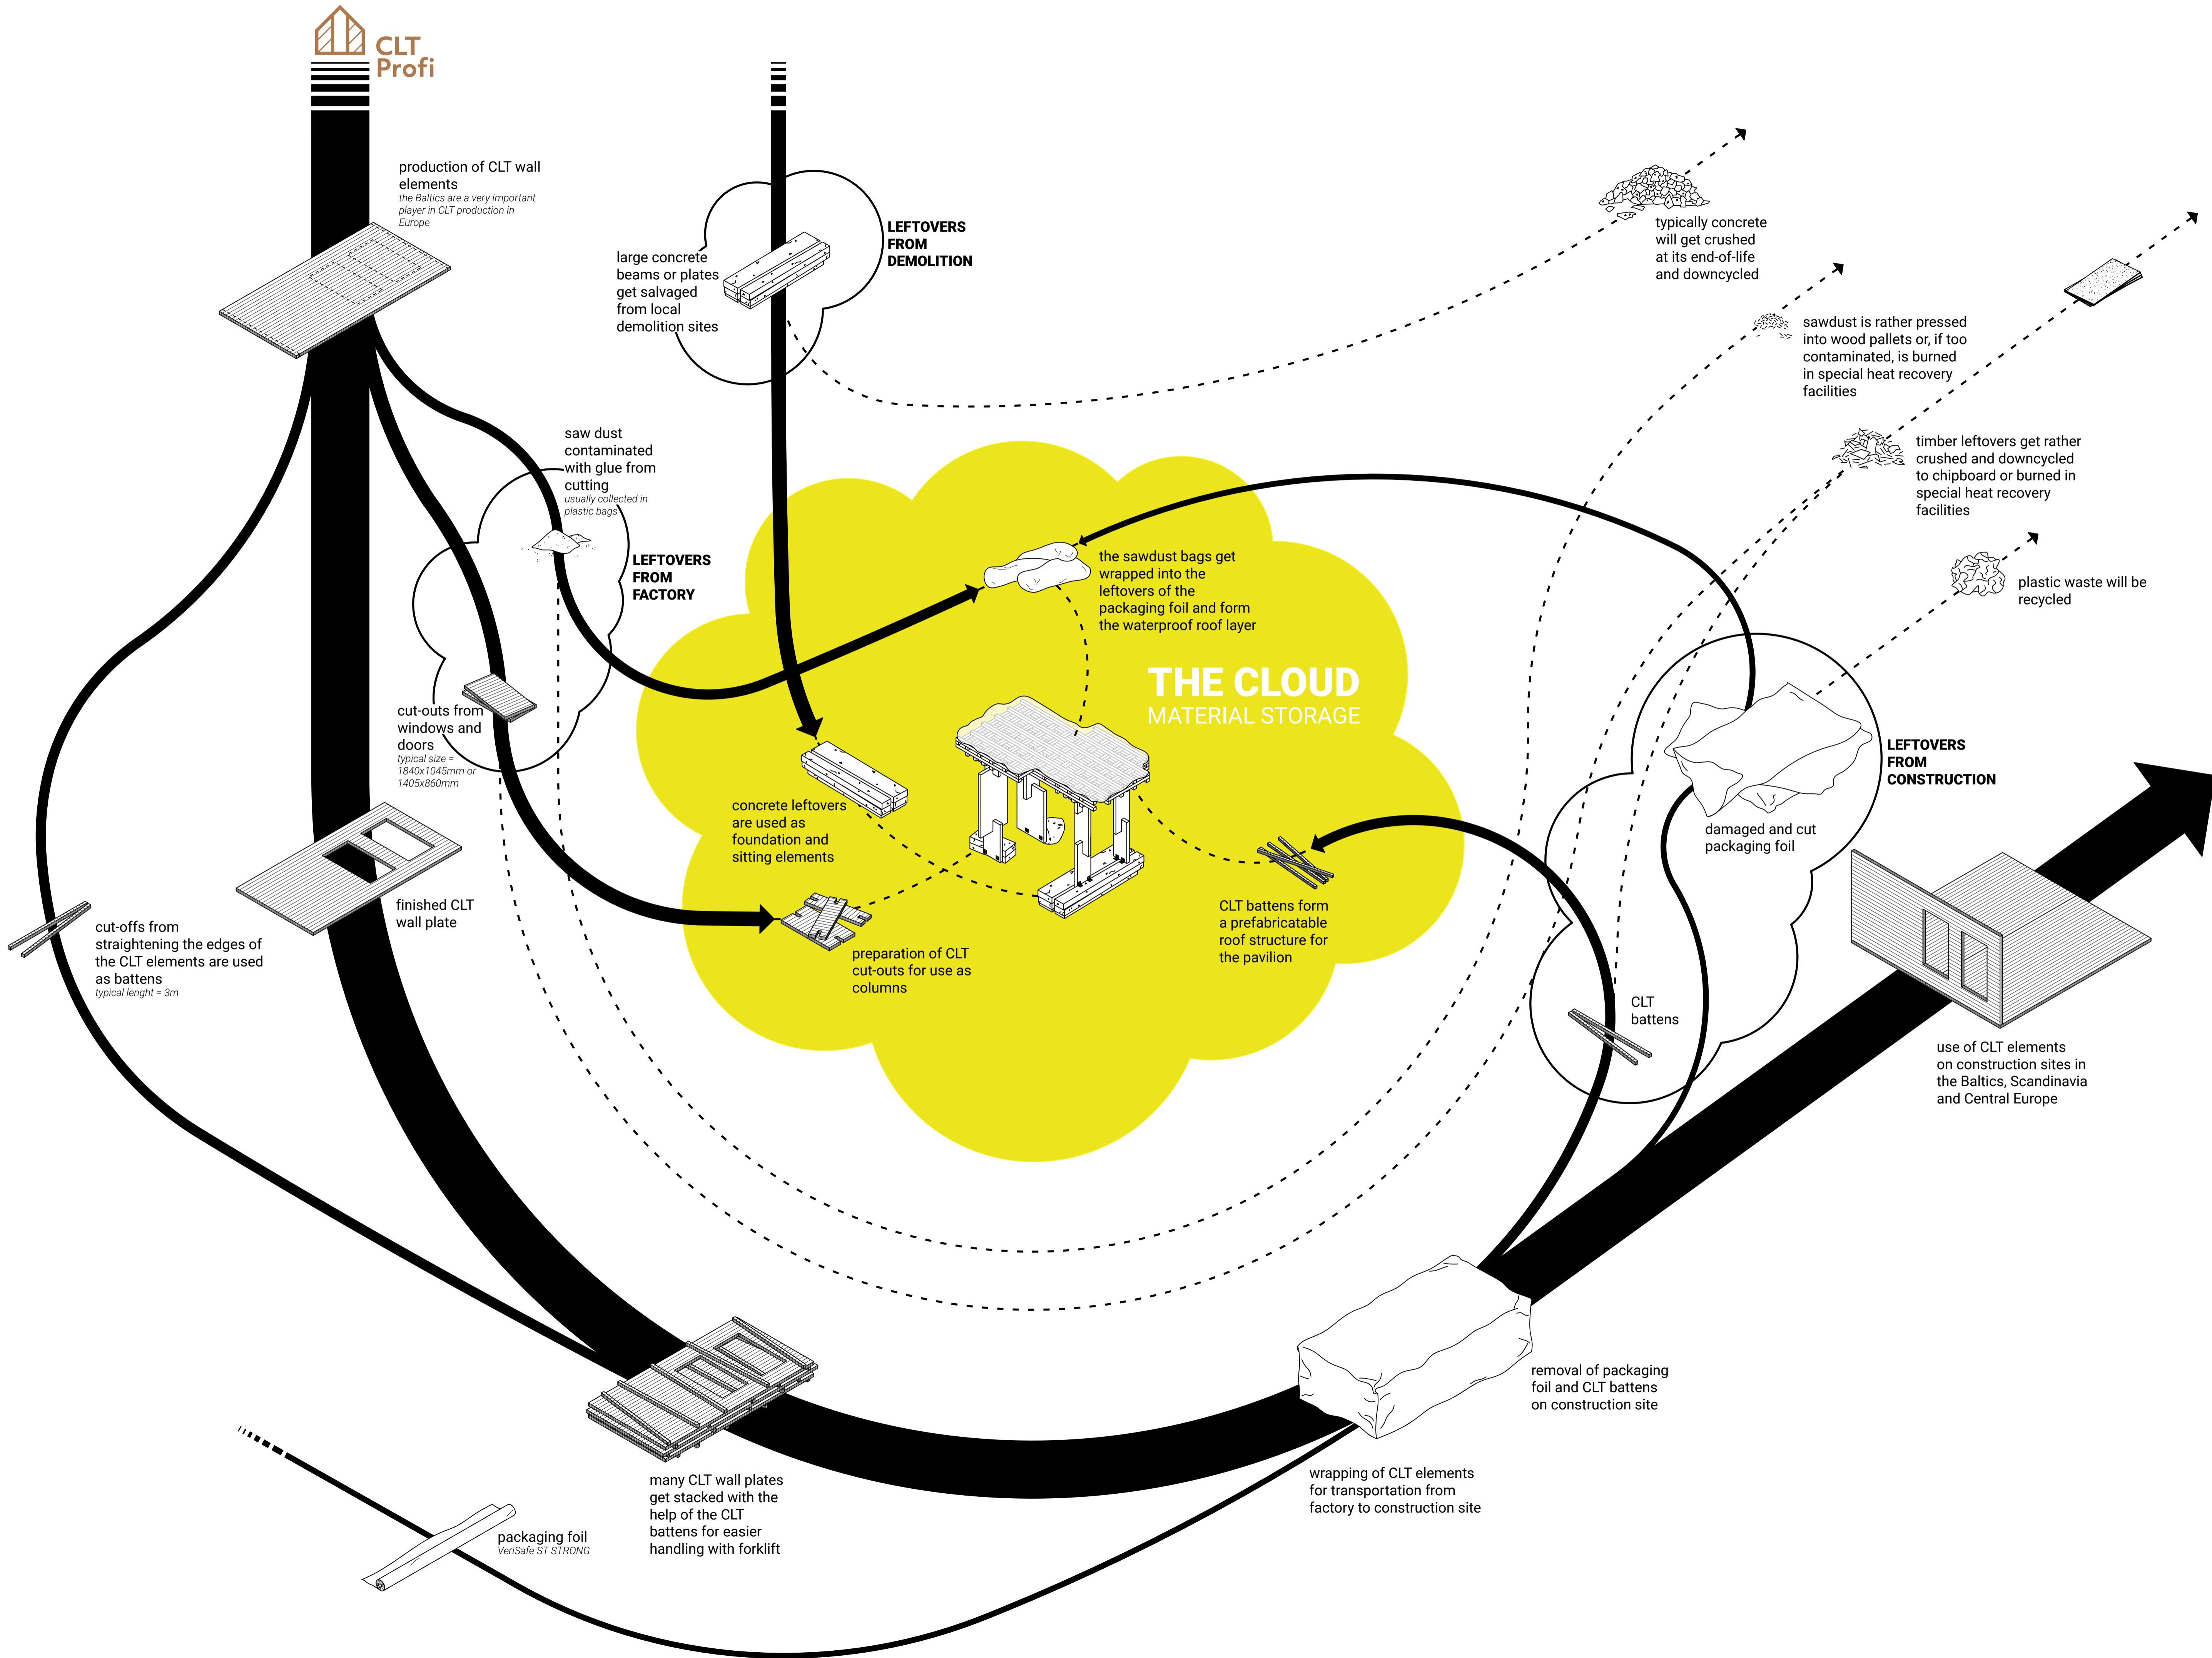 CLT
Profi
production of CLT wall
elements
the Baltics are a very important
player in CLT production in
Europe
large concrete
beams or plates
get salvaged
from local
demolition sites
LEFTOVERS
FROM
DEMOLITION
typically concrete
will get crushed
at its end-of-life
and downcycled
sawdust is rather pressed
into wood pallets or, if too
contaminated, is burned
in special heat recovery
facilities
timber leftovers get rather
crushed and downcycled
to chipboard or burned in
special heat recovery
facilities
plastic waste will be
recycled
saw dust
contaminated
with glue from
cutting
usually collected in
plastic bags
LEFTOVERS
FROM
FACTORY
the sawdust bags get
wrapped into the
leftovers of the
packaging foil and form
the waterproof roof layer
THE CLOUD
MATERIAL STORAGE
cut-outs from
windows and
doors
typical size =
1840x1045mm or
1405x860mm
concrete leftovers
are used as
foundation and
sitting elements
LEFTOVERS
FROM
CONSTRUCTION
damaged and cut
packaging foil
finished CLT
wall plate
cut-offs from
straightening the edges of
the CLT elements are used
as battens
typical lenght = 3m
preparation of CLT
cut-outs for use as
columns
CLT battens form
a prefabricatable
roof structure for
the pavilion
CLT
battens
use of CLT elements
on construction sites in
the Baltics, Scandinavia
and Central Europe
removal of packaging
foil and CLT battens
on construction site
wrapping of CLT elements
for transportation from
factory to construction site
many CLT wall plates
get stacked with the
help of the CLT
battens for easier
handling with forklift
packaging foil
VeriSafe ST STRONG